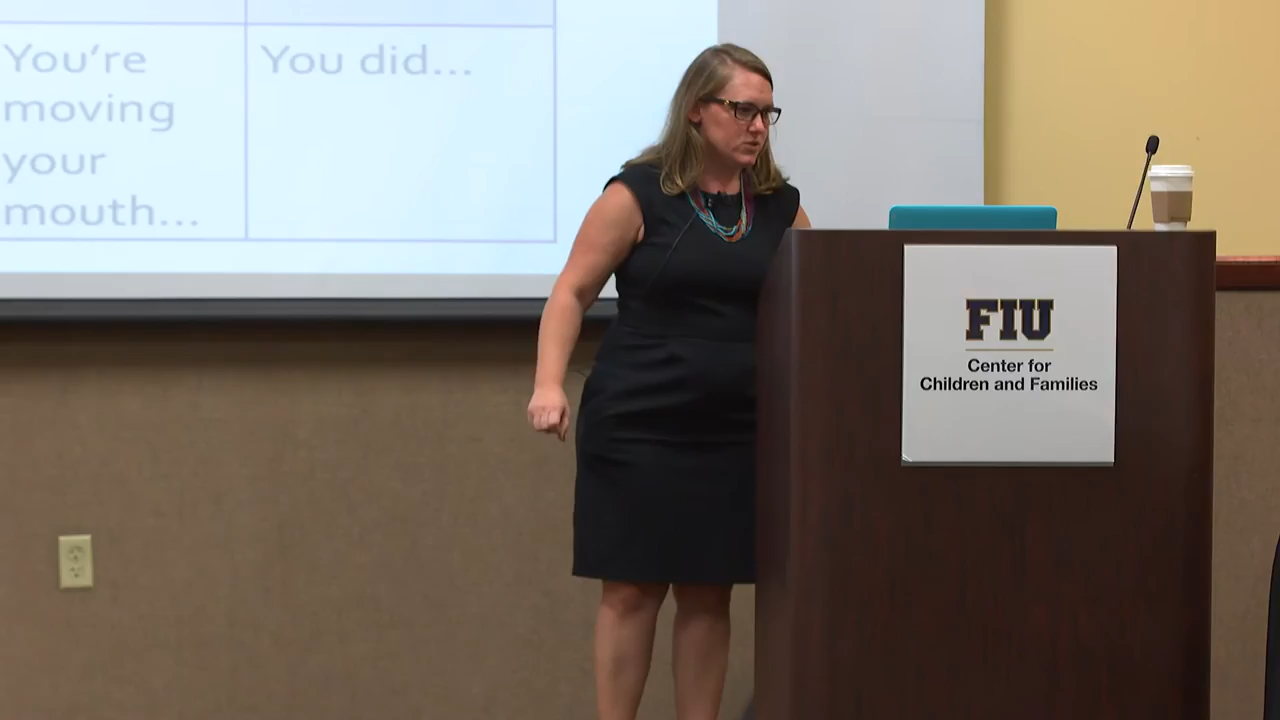 You're
moving
your
mouth...
You did...
FIU
Center for
Children and Families